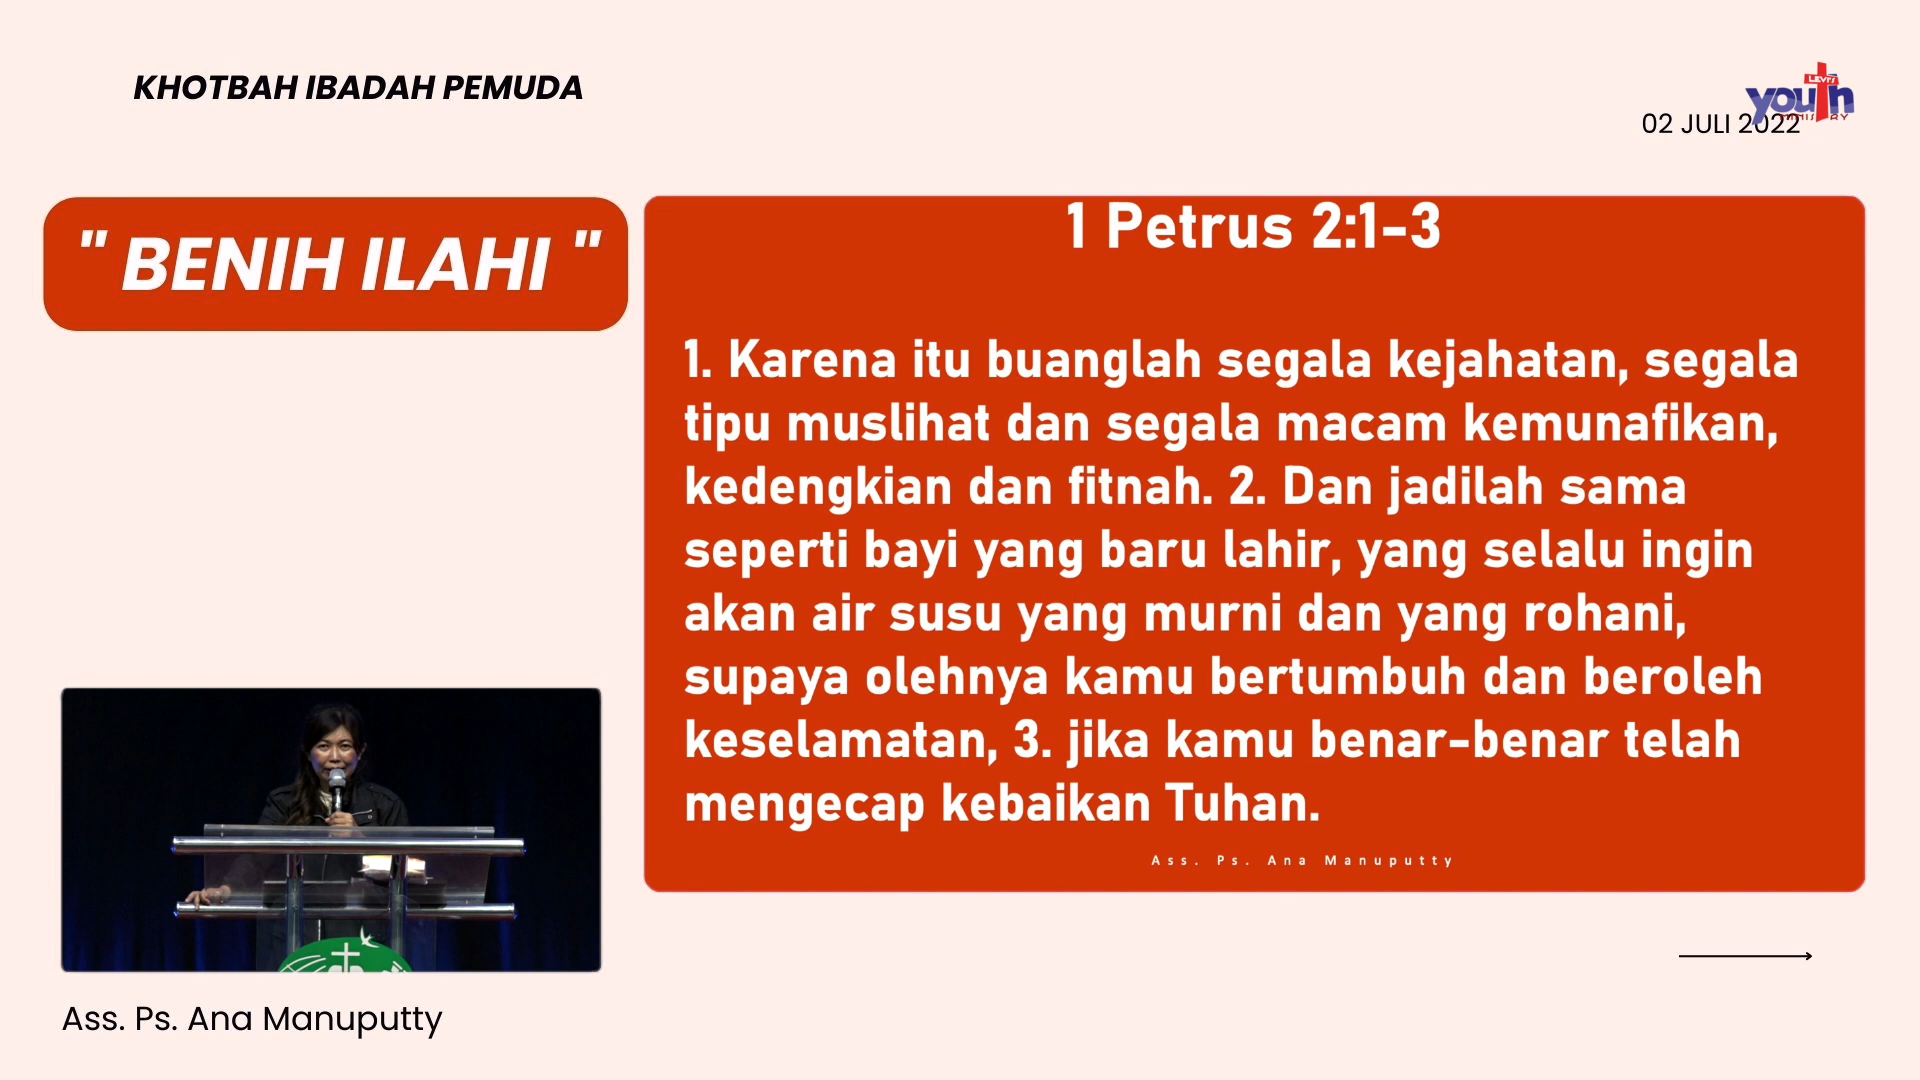 KHOTBAH IBADAH PEMUDA
LEVI'S
youth
MINISTRY
02 JULI 2022
" BENIH ILAHI "
1 Petrus 2:1-3
1. Karena itu buanglah segala kejahatan, segala
tipu muslihat dan segala macam kemunafikan,
kedengkian dan fitnah. 2. Dan jadilah sama
seperti bayi yang baru lahir, yang selalu ingin
akan air susu yang murni dan yang rohani,
supaya olehnya kamu bertumbuh dan beroleh
keselamatan, 3. jika kamu benar-benar telah
mengecap kebaikan Tuhan.
Ass. Ps. Ana Manuputty
Ass. Ps. Ana Manuputty